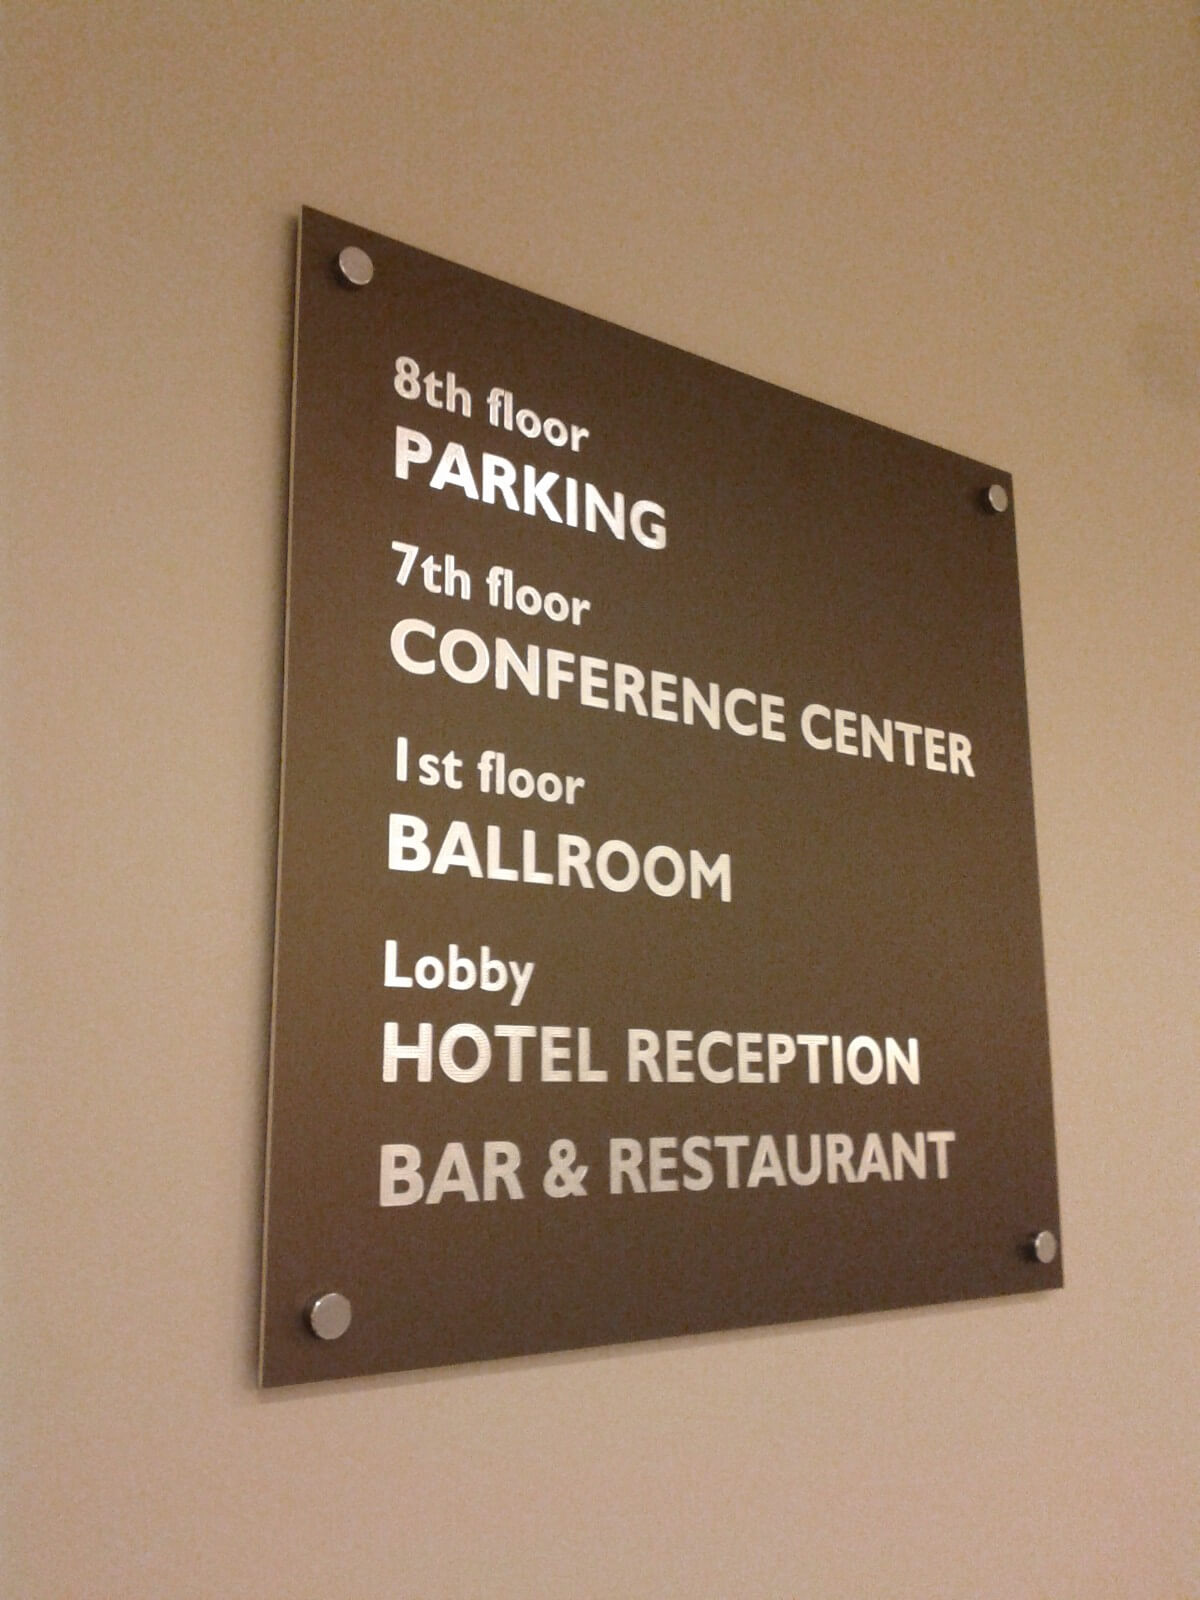 8th floor
PARKING
7th floor
CONFERENCE CENTER
1st floor
BALLROOM
Lobby
HOTEL RECEPTION
BAR & RESTAURANT